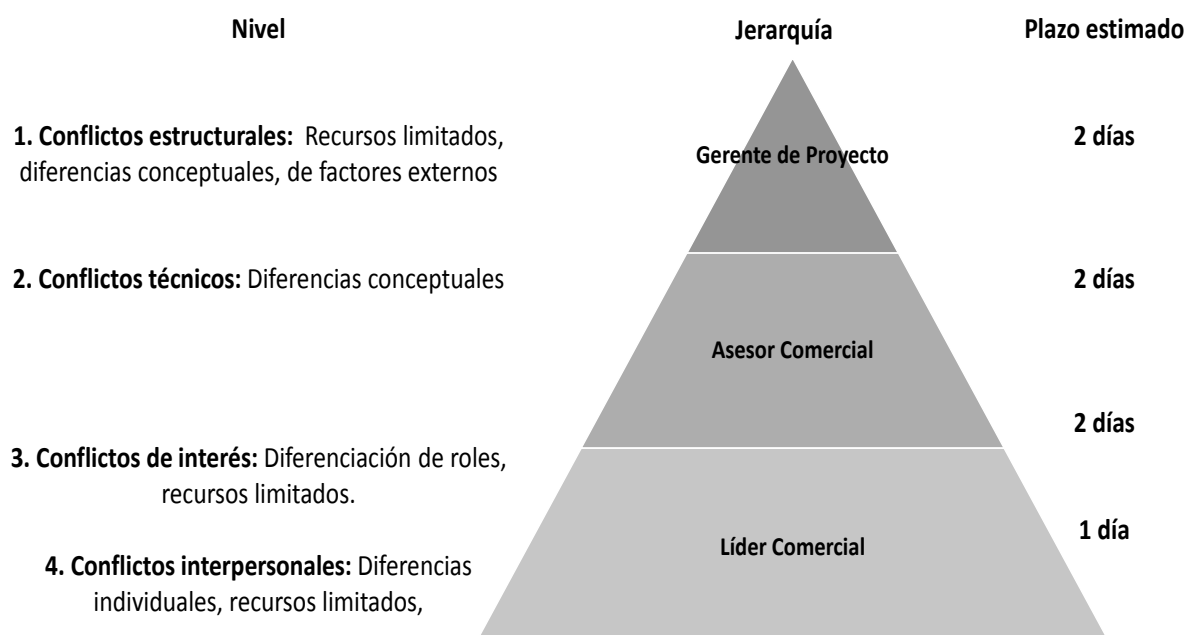 Nivel
Jerarquía
Plazo estimado
1. Conflictos estructurales: Recursos limitados,
diferencias conceptuales, de factores externos
Gerente de Proyecto
2 días
2. Conflictos técnicos: Diferencias conceptuales
2 días
Asesor Comercial
2 días
3. Conflictos de interés: Diferenciación de roles,
recursos limitados.
Líder Comercial
1 día
4. Conflictos interpersonales: Diferencias
individuales, recursos limitados,